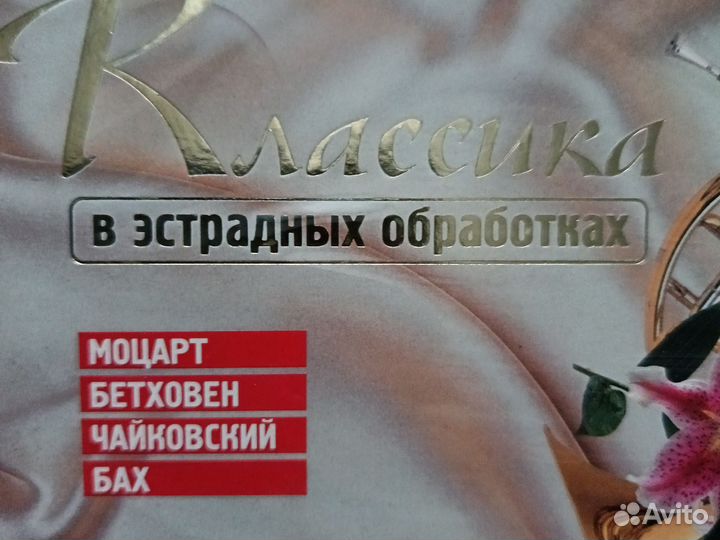 Классика
в эстрадных обработках
МОЦАРТ
БЕТХОВЕН
ЧАЙКОВСКИЙ
БАХ
Avito